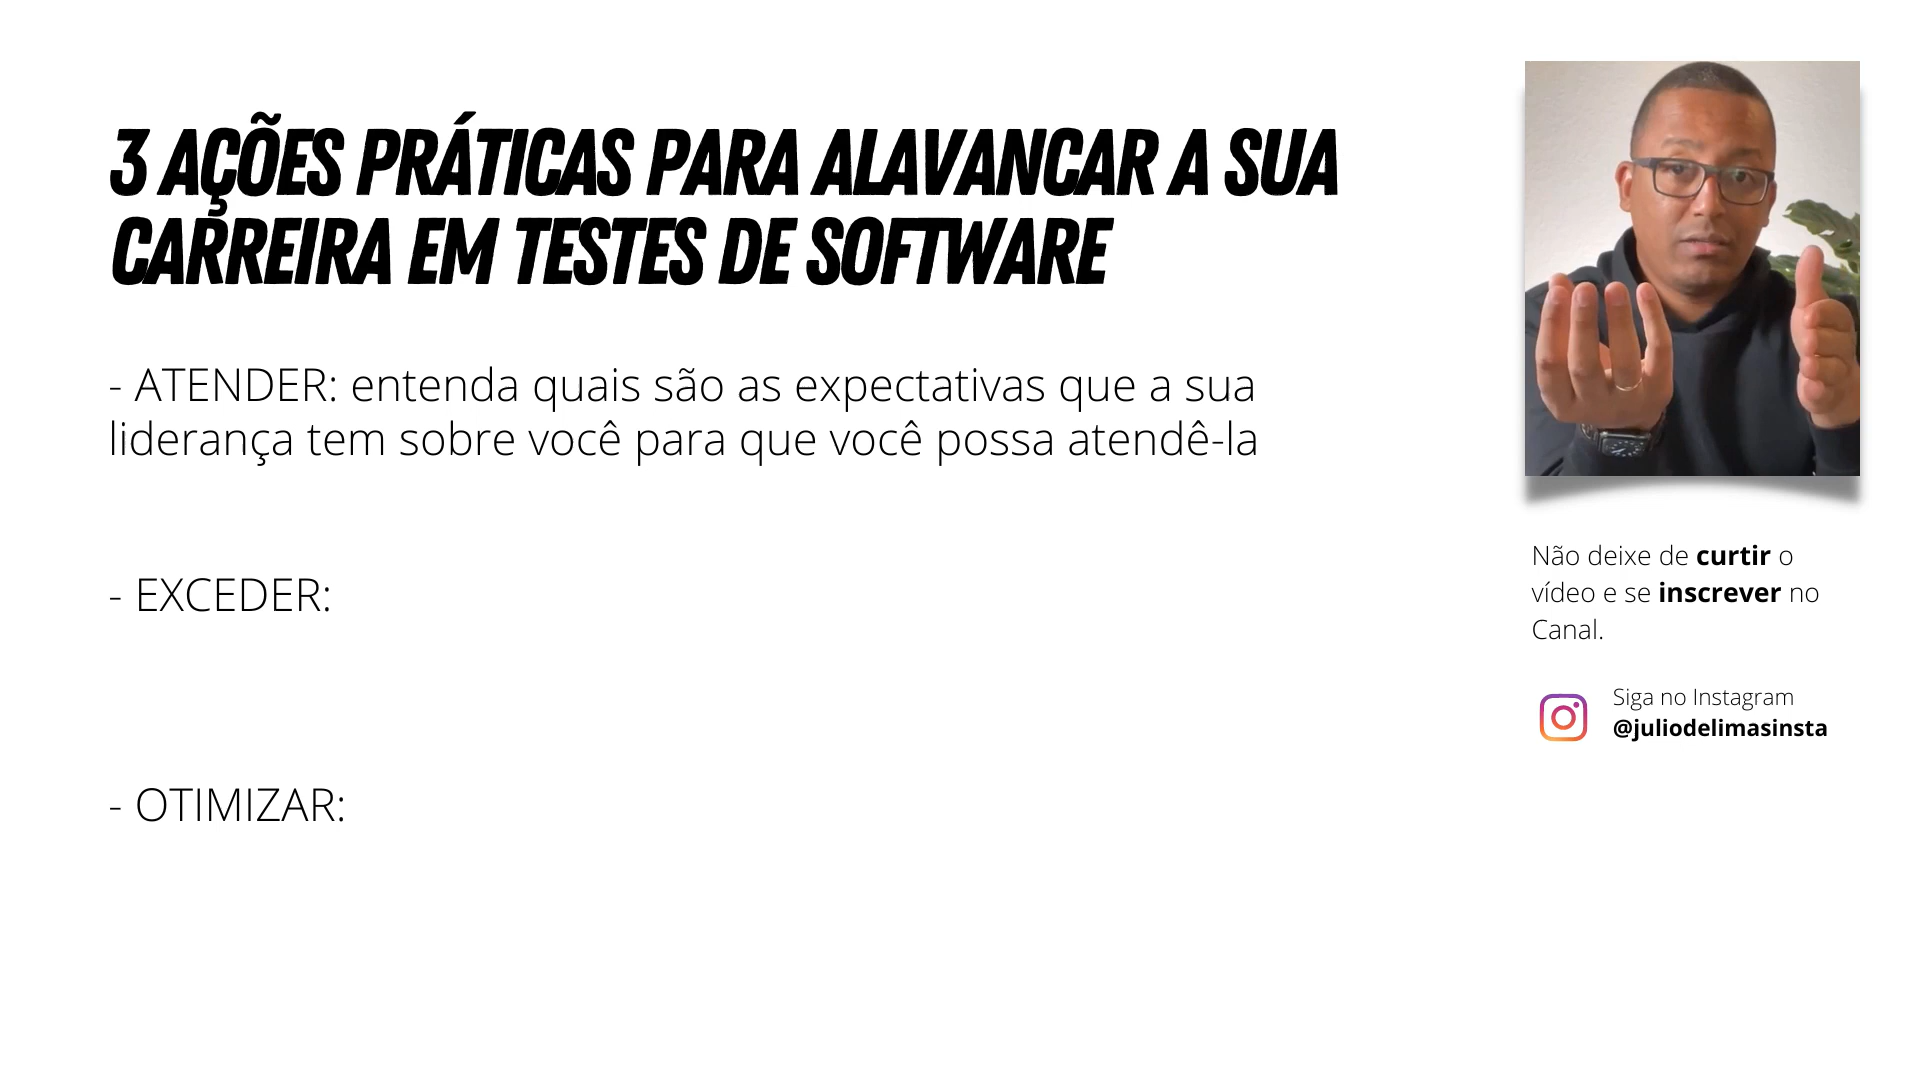 3 AÇÕES PRÁTICAS PARA ALAVANCAR A SUA
CARREIRA EM TESTES DE SOFTWARE
- ATENDER: entenda quais são as expectativas que a sua
liderança tem sobre você para que você possa atendê-la
- EXCEDER:
- OTIMIZAR:
Não deixe de curtir o
vídeo e se inscrever no
Canal.
Siga no Instagram
@juliodelimasinsta